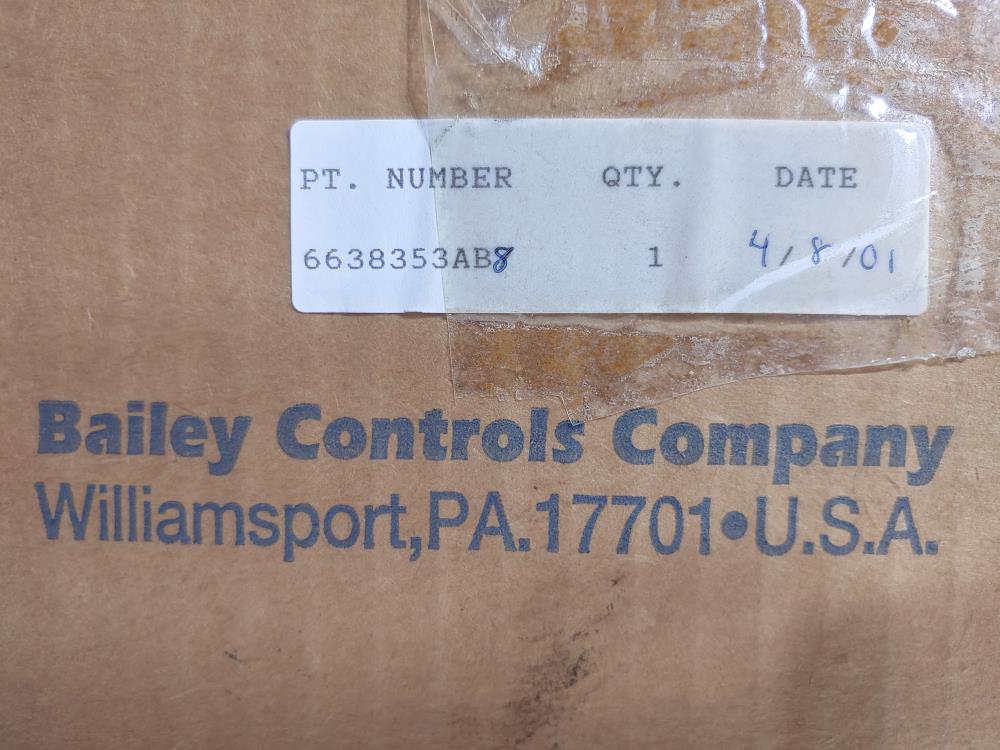 PT. NUMBER QTY. DATE
6638353AB8 1 4/8/01
Bailey Controls Company
Williamsport,PA.17701•U.S.A.